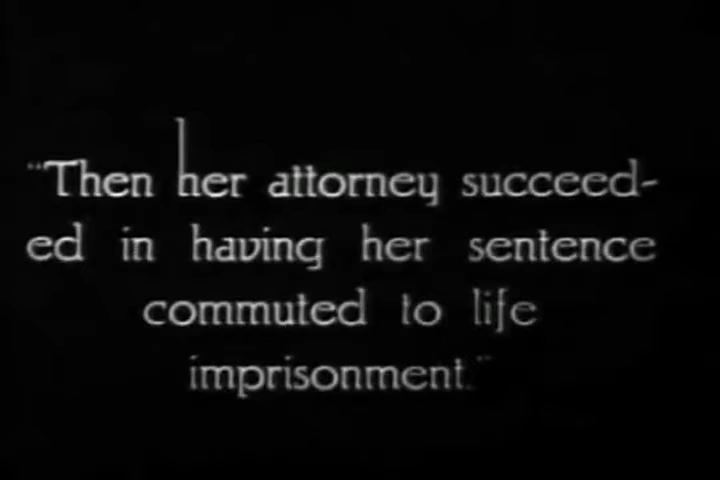 "Then her attorney succeed-
ed in having her sentence
commuted to life
imprisonment."